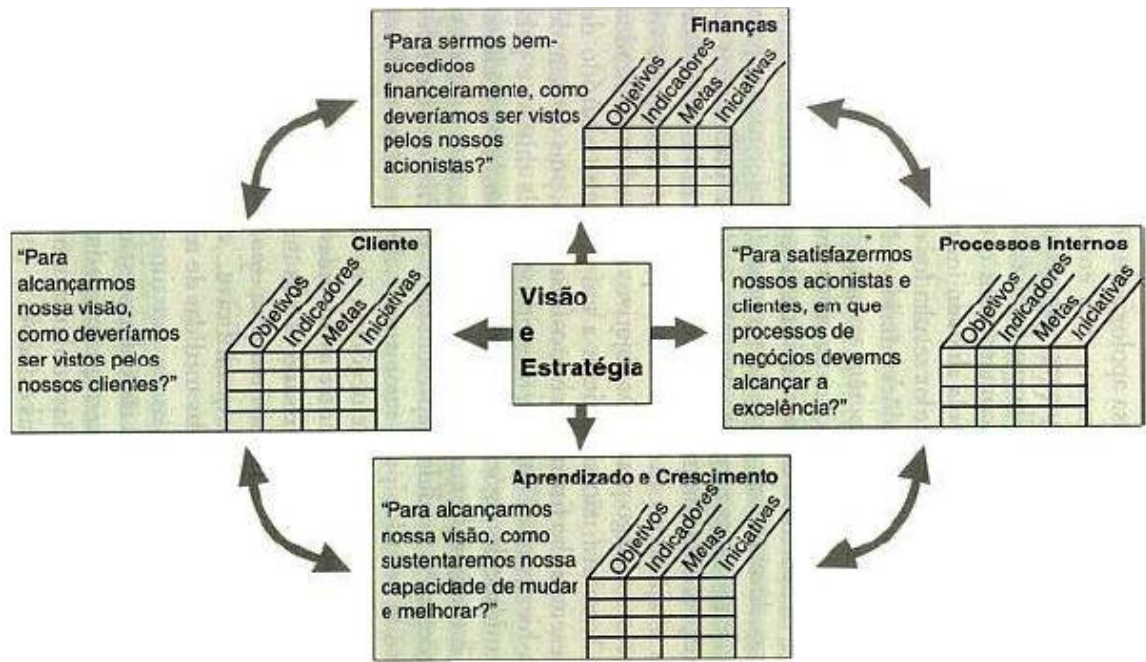 Finanças
“Para sermos bem-
sucedidos
financeiramente, como
deveríamos ser vistos
pelos nossos
acionistas?”
Objetivos
Indicadores
Metas
Iniciativas
Cliente
“Para
alcançarmos
nossa visão,
como deveríamos
ser vistos pelos
nossos clientes?”
Objetivos
Indicadores
Metas
Iniciativas
Visão
e
Estratégia
Processos Internos
“Para satisfazermos
nossos acionistas e
clientes, em que
processos de
negócios devemos
alcançar a
excelência?”
Objetivos
Indicadores
Metas
Iniciativas
Aprendizado e Crescimento
“Para alcançarmos
nossa visão, como
sustentaremos nossa
capacidade de mudar
e melhorar?”
Objetivos
Indicadores
Metas
Iniciativas